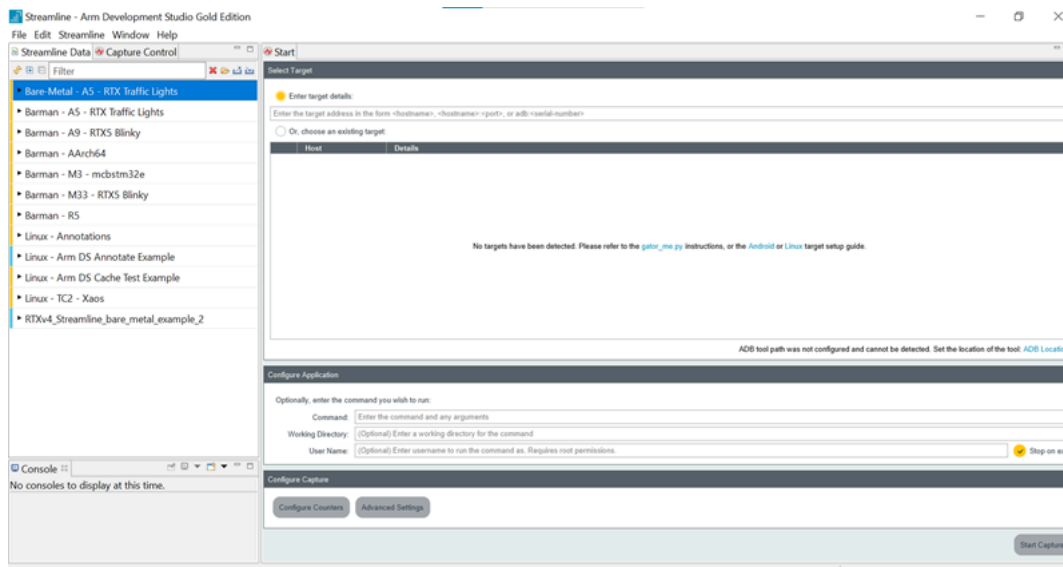 Streamline - Arm Development Studio Gold Edition
File Edit Streamline Window Help
Streamline Data Capture Control
Filter
Bare-Metal - A5 - RTX Traffic Lights
Barman - A5 - RTX Traffic Lights
Barman - A9 - RTX5 Blinky
Barman - AArch64
Barman - M3 - mcbstm32e
Barman - M33 - RTX5 Blinky
Barman - R5
Linux - Annotations
Linux - Arm DS Annotate Example
Linux - Arm DS Cache Test Example
Linux - TC2 - Xaos
RTXv4_Streamline_bare_metal_example_2
Console
No consoles to display at this time.
Start
Select Target
Enter target details:
Enter the target address in the form <hostname>, <hostname>:<port>, or adb:<serial-number>
Or, choose an existing target:
Host Details
No targets have been detected. Please refer to the gator_me.py instructions, or the Android or Linux target setup guide.
ADB tool path was not configured and cannot be detected. Set the location of the tool: ADB Locatio
Configure Application
Optionally, enter the command you wish to run:
Command: Enter the command and any arguments
Working Directory: (Optional) Enter a working directory for the command
User Name: (Optional) Enter username to run the command as. Requires root permissions.
Stop on ex
Configure Capture
Configure Counters Advanced Settings
Start Capture